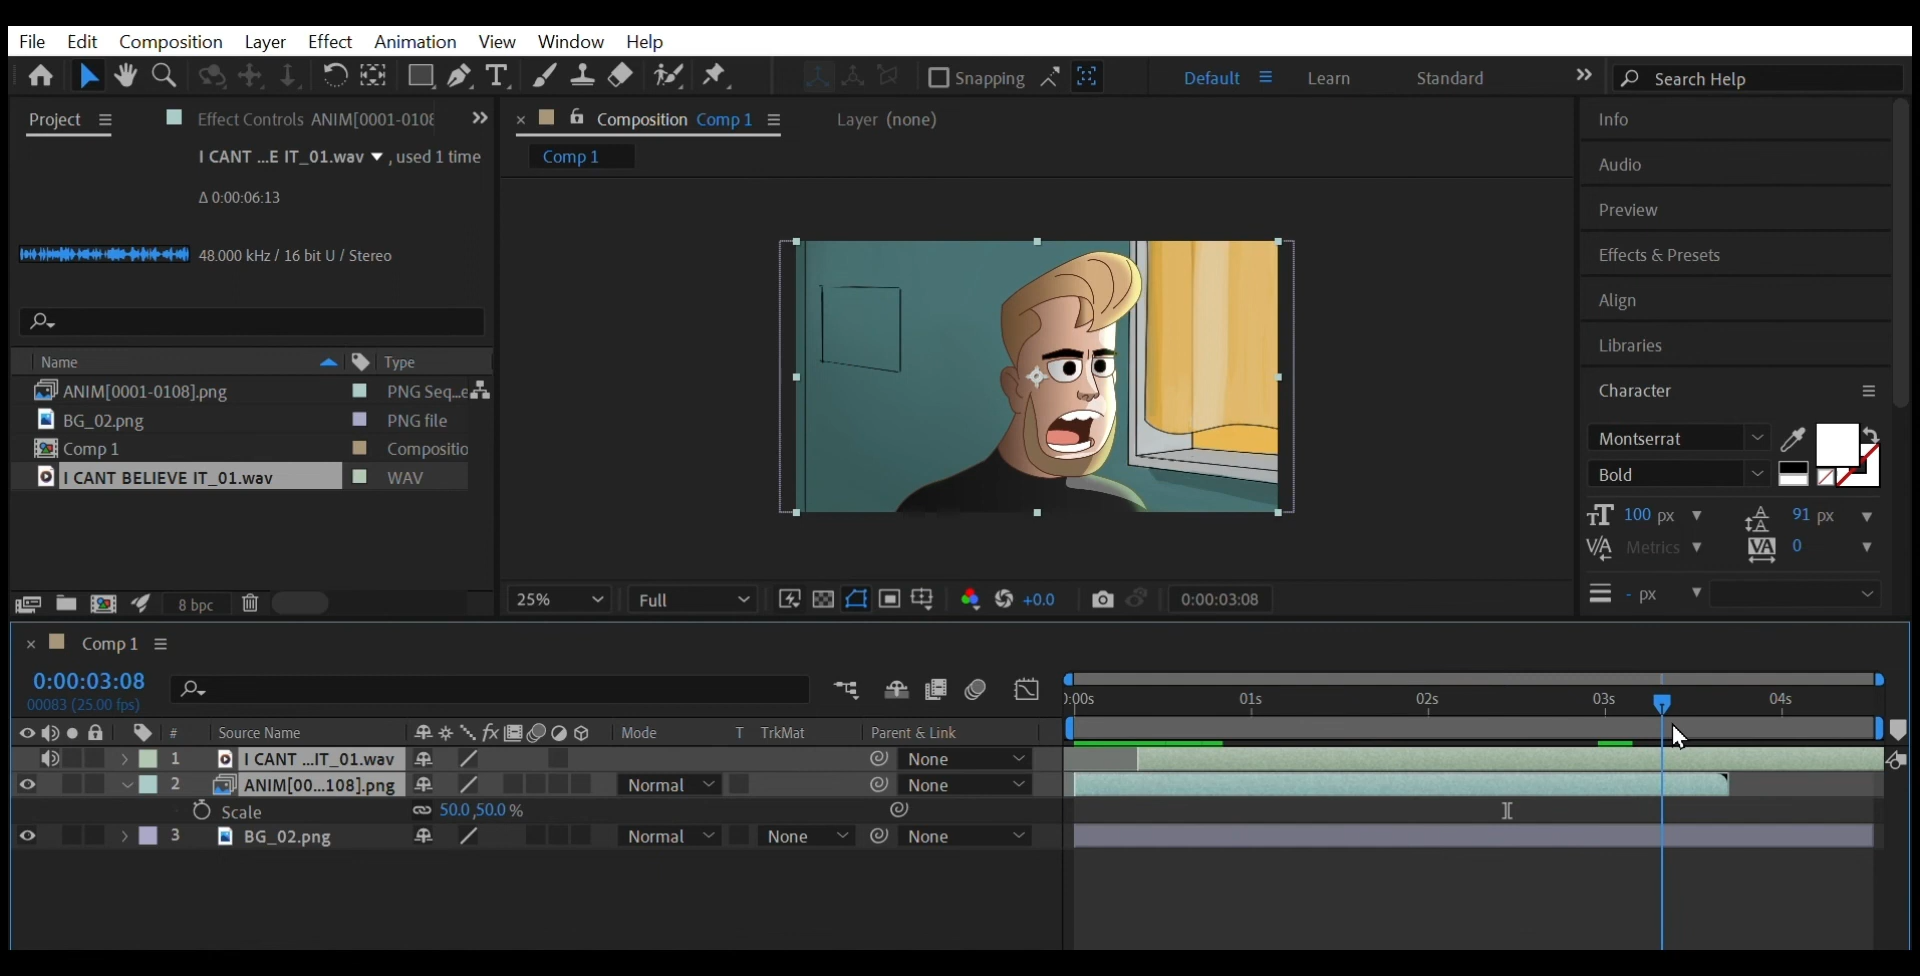 File Edit Composition Layer Effect Animation View Window Help
Snapping Default Learn Standard Search Help
Project Effect Controls ANIM[0001-0108
I CANT ...E IT_01.wav , used 1 time
Δ 0:00:06:13
48.000 kHz / 16 bit U / Stereo
Name Type
ANIM[0001-0108].png PNG Seq...e
BG_02.png PNG file
Comp 1 Compositio
I CANT BELIEVE IT_01.wav WAV
8 bpc
Composition Comp 1 Layer (none)
Comp 1
25% Full +0.0 0:00:03:08
Info
Audio
Preview
Effects & Presets
Align
Libraries
Character
Montserrat
Bold
100 px 91 px
Metrics 0
- px
Comp 1
0:00:03:08
00083 (25.00 fps)
):00s 01s 02s 03s 04s
# Source Name Mode T TrkMat Parent & Link
1 I CANT ...IT_01.wav None
2 ANIM[00...108].png Normal None
Scale 50.0,50.0 %
3 BG_02.png Normal None None